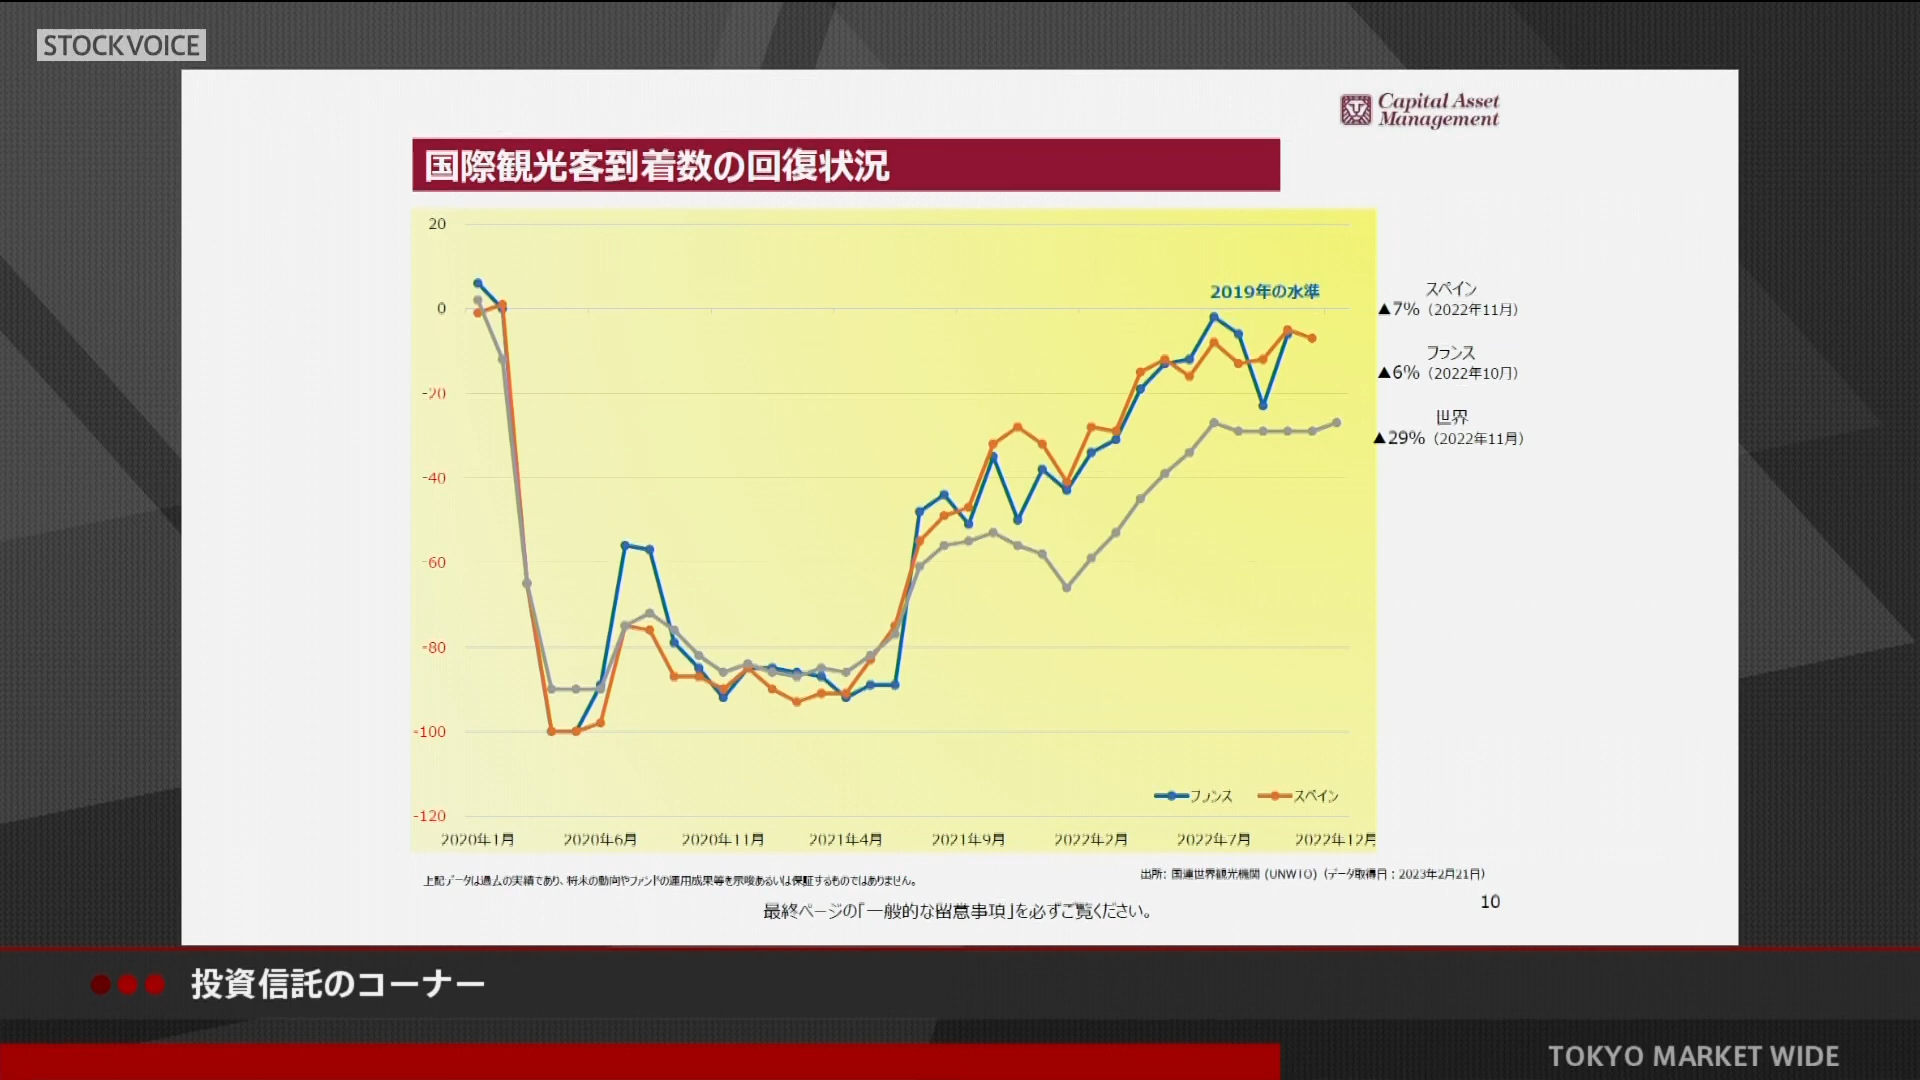 STOCKVOICE
Capital Asset
Management
国際観光客到着数の回復状況
20
0
-20
-40
-60
-80
-100
-120
2019年の水準
スペイン
▲7%（2022年11月）
フランス
▲6%（2022年10月）
世界
▲29%（2022年11月）
フランス スペイン
2020年1月 2020年6月 2020年11月 2021年4月 2021年9月 2022年2月 2022年7月 2022年12月
上記データは過去の実績であり、将来の動向やファンドの運用成果等を示唆あるいは保証するものではありません。
出所: 国連世界観光機関 (UNWTO)（データ取得日：2023年2月21日）
最終ページの「一般的な留意事項」を必ずご覧ください。
10
投資信託のコーナー
TOKYO MARKET WIDE